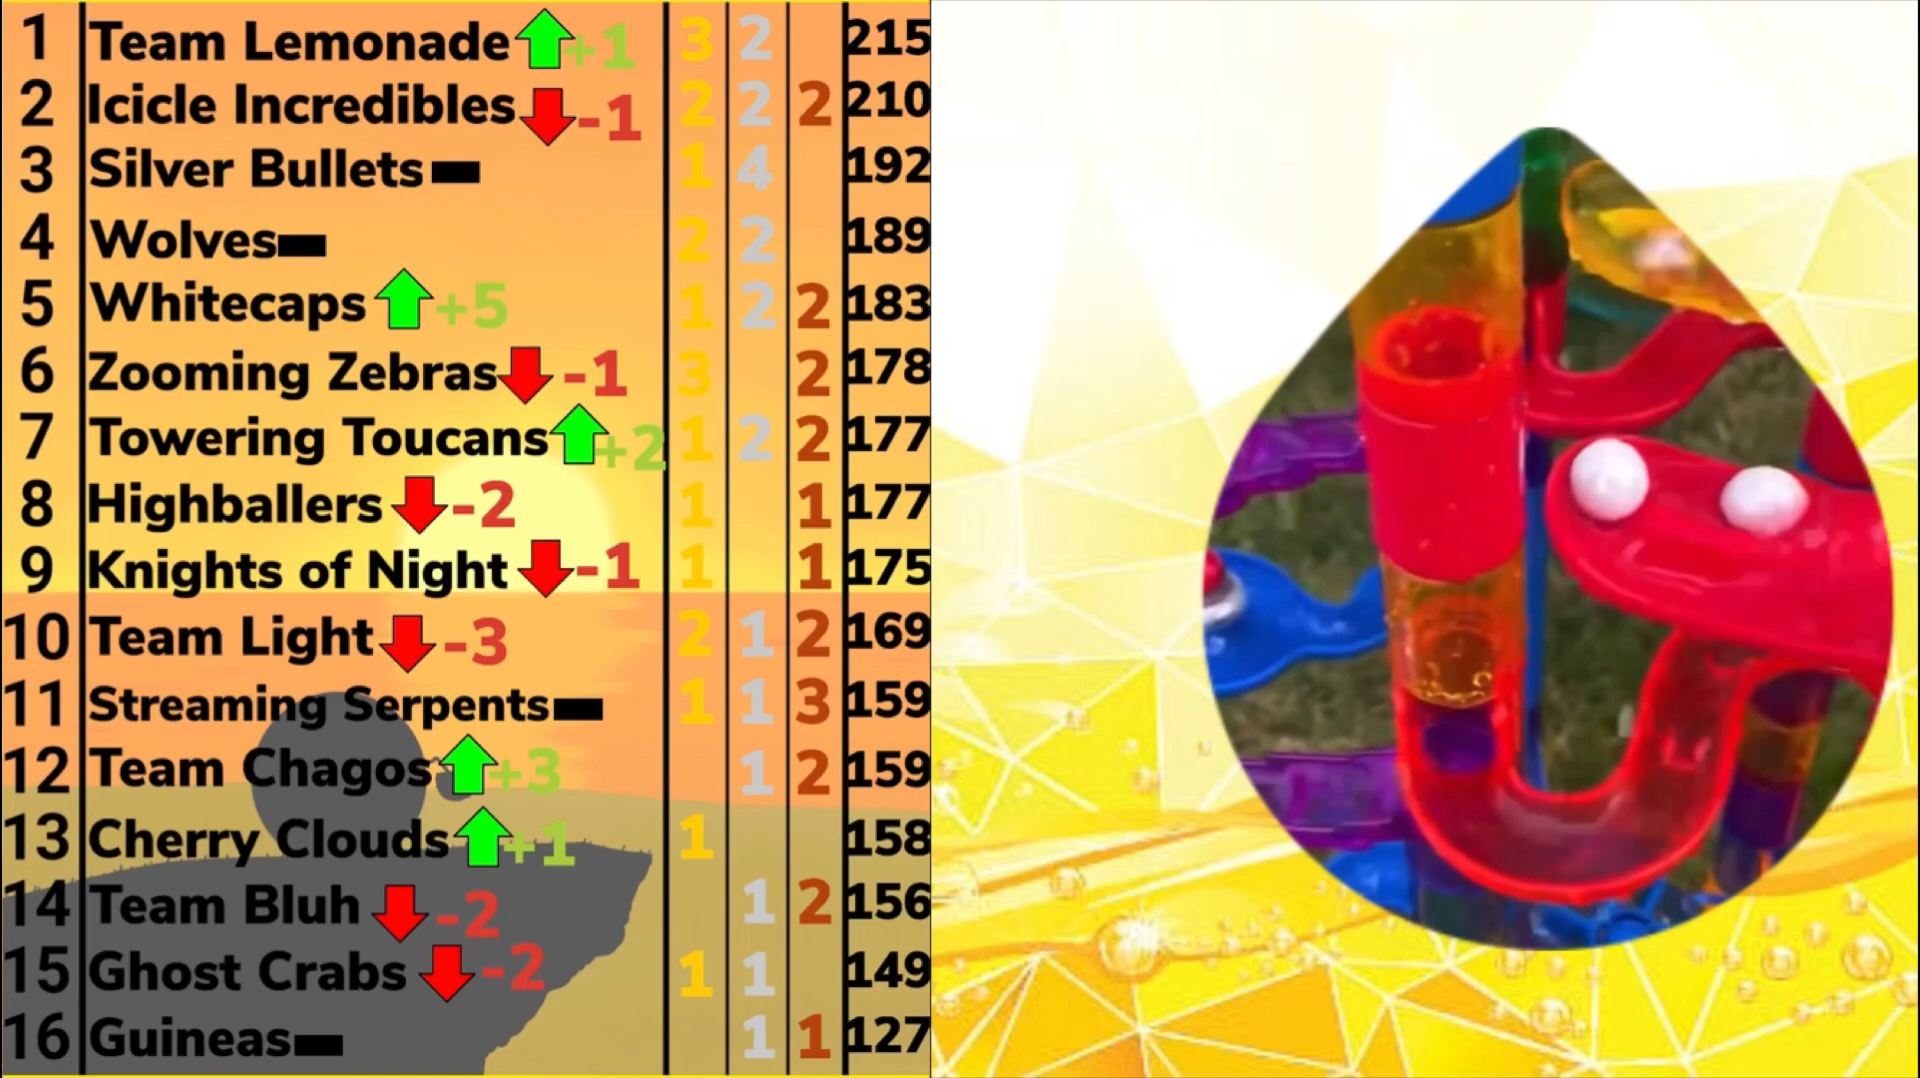 1 Team Lemonade +1 3 2 215
2 Icicle Incredibles -1 2 2 2 210
3 Silver Bullets 1 4 192
4 Wolves 2 2 189
5 Whitecaps +5 1 2 2 183
6 Zooming Zebras -1 3 2 178
7 Towering Toucans +2 1 2 2 177
8 Highballers -2 1 1 177
9 Knights of Night -1 1 1 175
10 Team Light -3 2 1 2 169
11 Streaming Serpents 1 1 3 159
12 Team Chagos +3 1 2 159
13 Cherry Clouds +1 1 158
14 Team Bluh -2 1 2 156
15 Ghost Crabs -2 1 1 149
16 Guineas 1 1 127